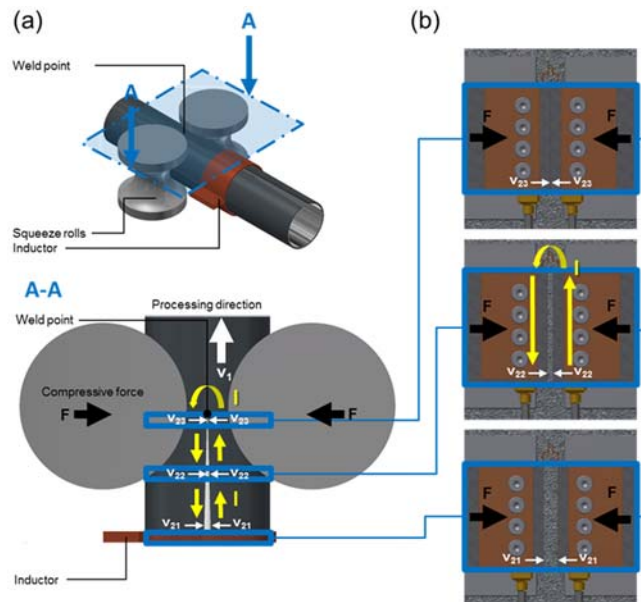 (a)
A
Weld point
A
Squeeze rolls
Inductor
A-A
Processing direction
Weld point
V1
Compressive force
I
F
F
V23
V23
V22
V22
I
V21
V21
Inductor
(b)
F
F
V23
V23
I
F
F
V22
V22
F
F
V21
V21